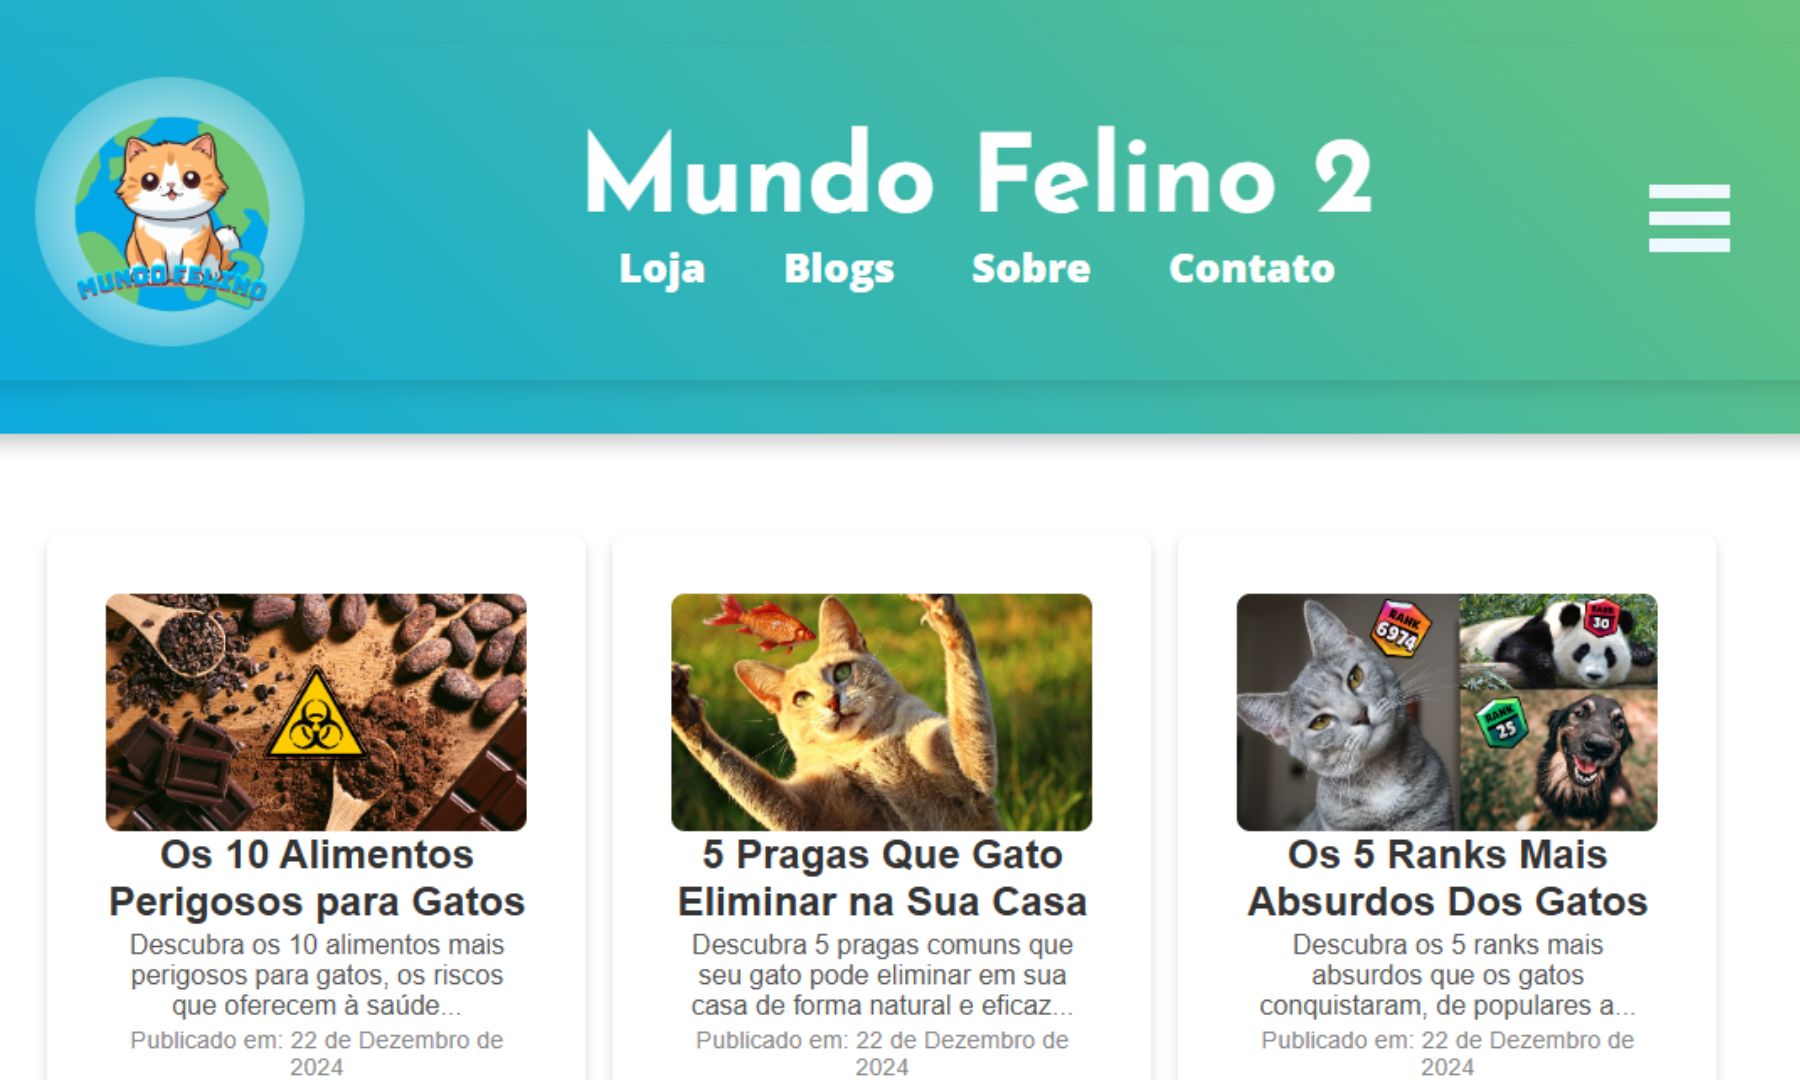 Mundo Felino 2
Loja Blogs Sobre Contato
MUNDO FELINO
2
RANK
6974
RANK
30
RANK
25
Os 10 Alimentos
Perigosos para Gatos
Descubra os 10 alimentos mais
perigosos para gatos, os riscos
que oferecem à saúde...
Publicado em: 22 de Dezembro de
2024
5 Pragas Que Gato
Eliminar na Sua Casa
Descubra 5 pragas comuns que
seu gato pode eliminar em sua
casa de forma natural e eficaz...
Publicado em: 22 de Dezembro de
2024
Os 5 Ranks Mais
Absurdos Dos Gatos
Descubra os 5 ranks mais
absurdos que os gatos
conquistaram, de populares a...
Publicado em: 22 de Dezembro de
2024